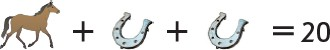 + + = 20